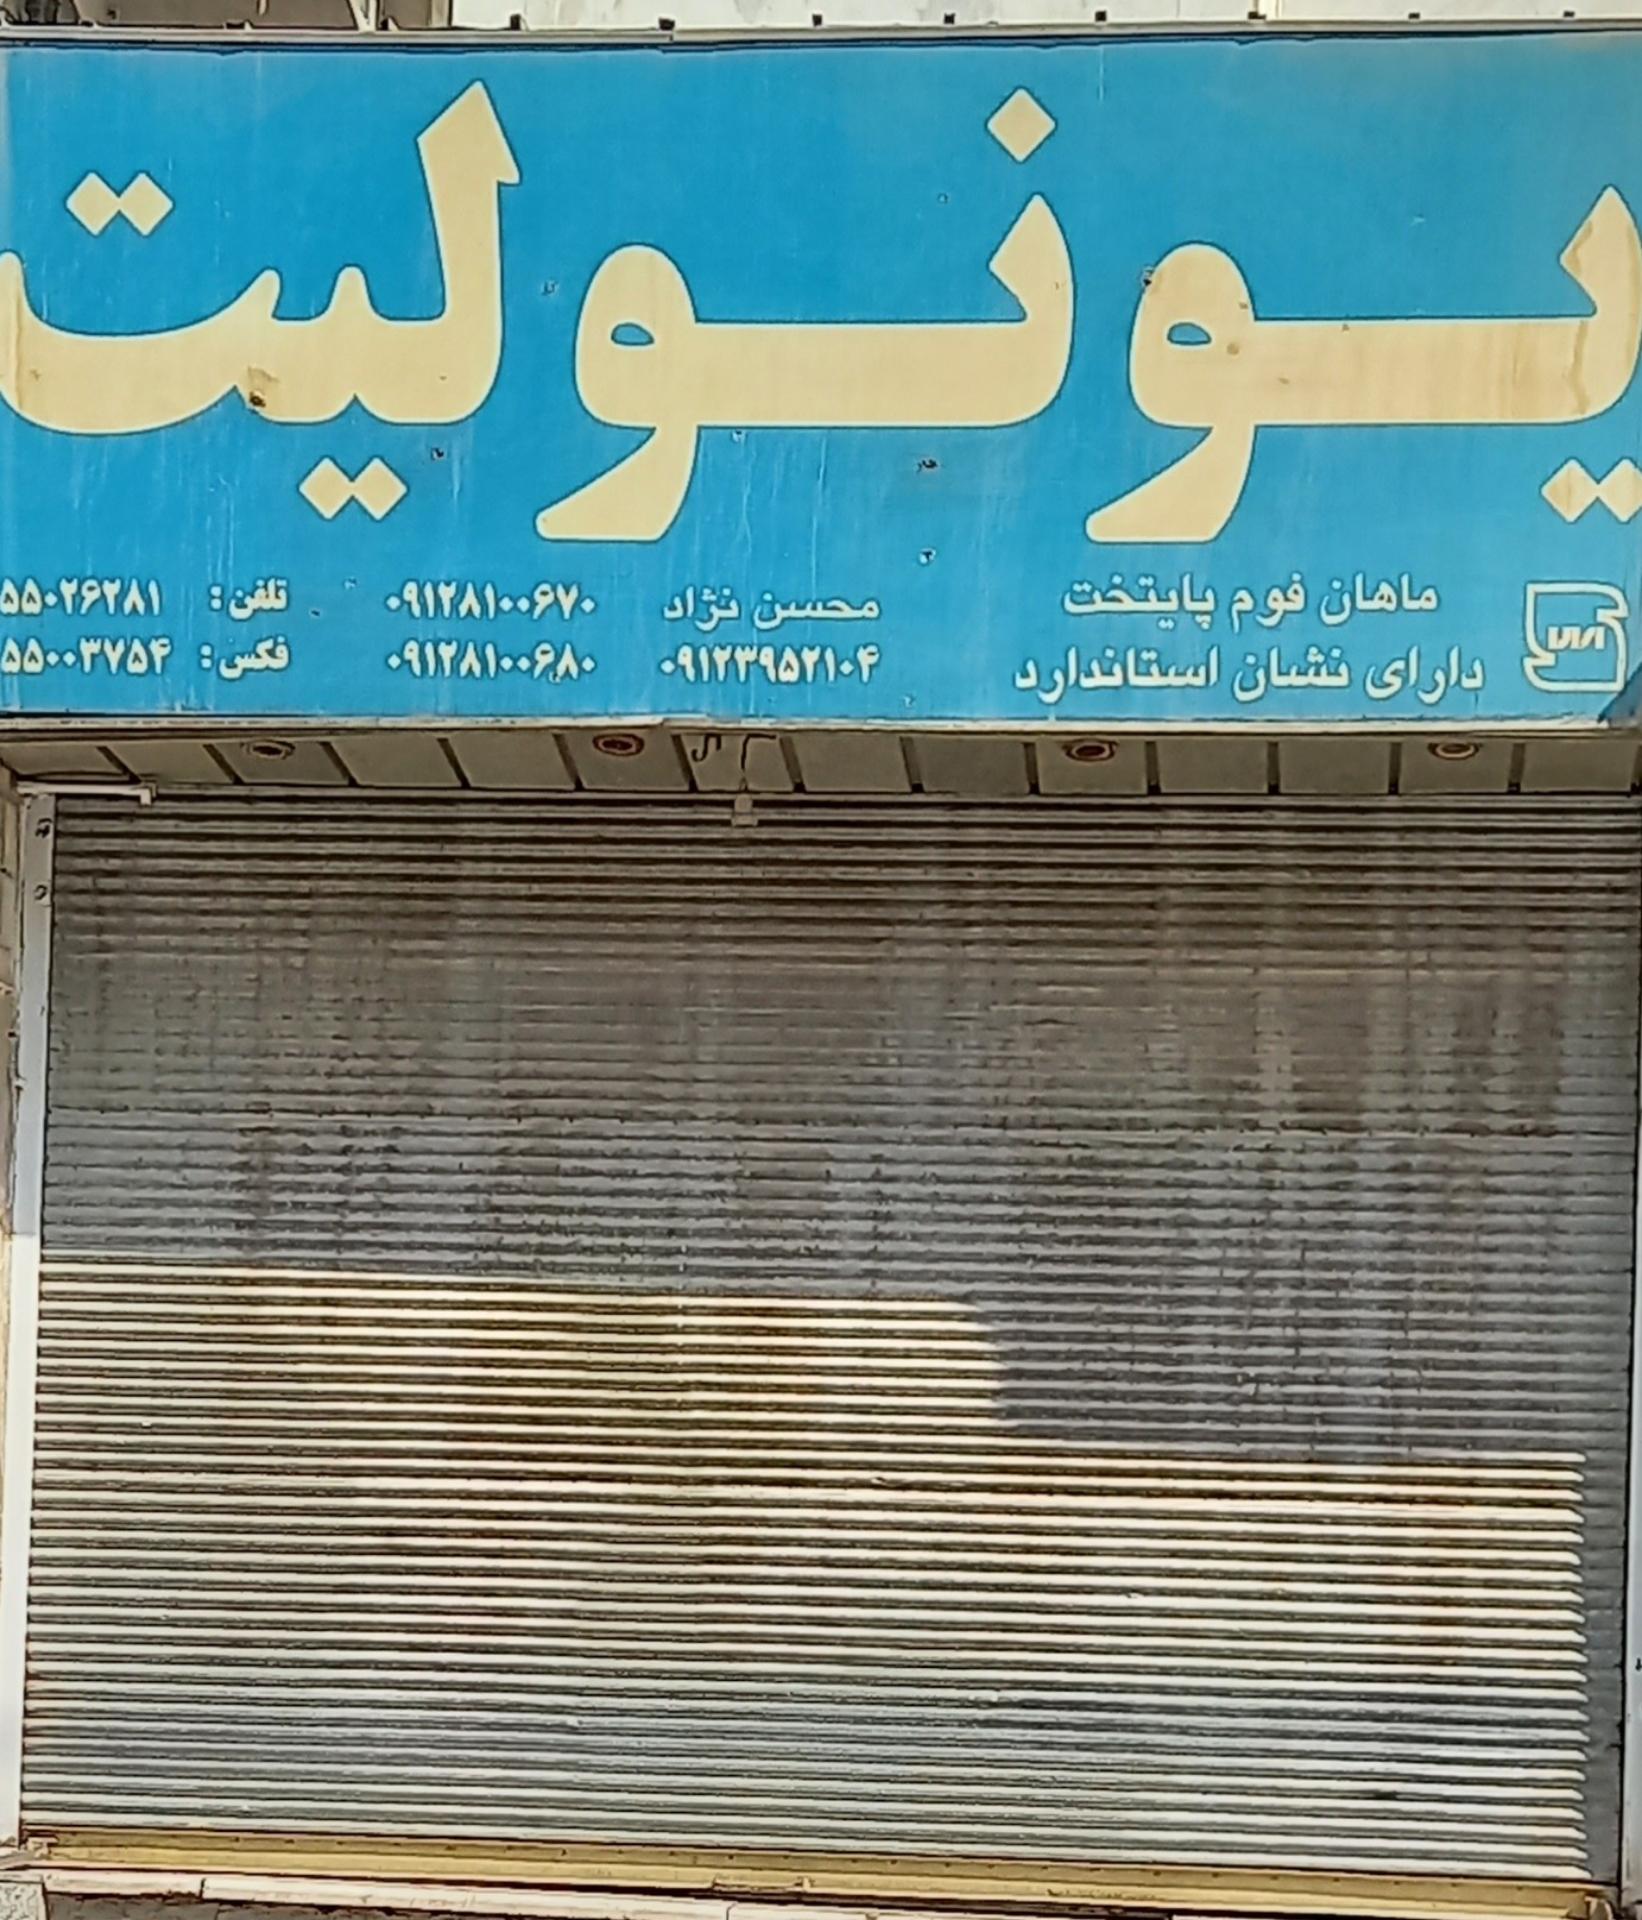 یونولیت
ماهان فوم پایتخت
دارای نشان استاندارد
محسن نژاد
۰۹۱۲۳۹۵۲۱۰۴
۰۹۱۲۸۱۰۰۶۷۰
۰۹۱۲۸۱۰۰۶۸۰
تلفن: ۵۵۰۲۶۲۸۱
فکس: ۵۵۰۰۳۷۵۴